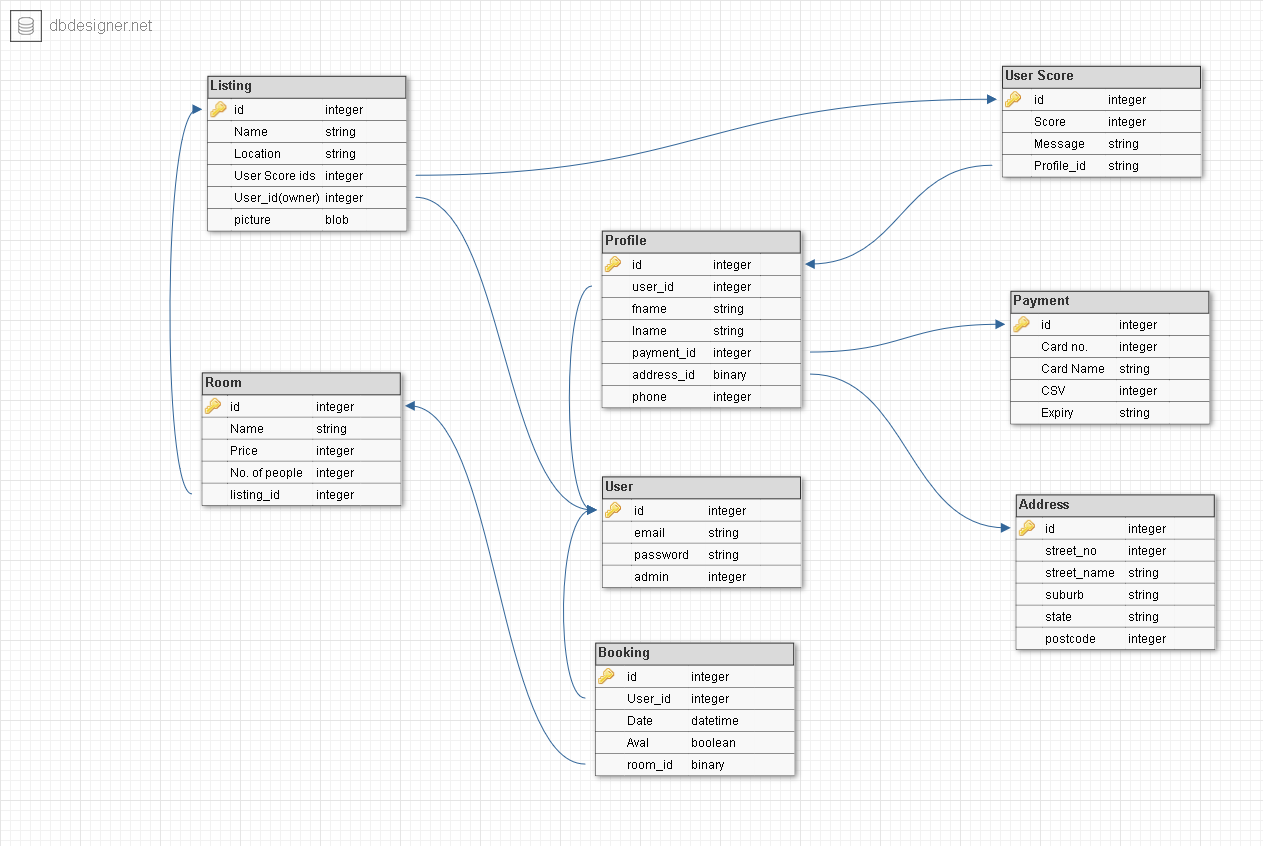 dbdesigner.net
Listing
id integer
Name string
Location string
User Score ids integer
User_id(owner) integer
picture blob
User Score
id integer
Score integer
Message string
Profile_id string
Profile
id integer
user_id integer
fname string
lname string
payment_id integer
address_id binary
phone integer
Payment
id integer
Card no. integer
Card Name string
CSV integer
Expiry string
Room
id integer
Name string
Price integer
No. of people integer
listing_id integer
User
id integer
email string
password string
admin integer
Address
id integer
street_no integer
street_name string
suburb string
state string
postcode integer
Booking
id integer
User_id integer
Date datetime
Aval boolean
room_id binary